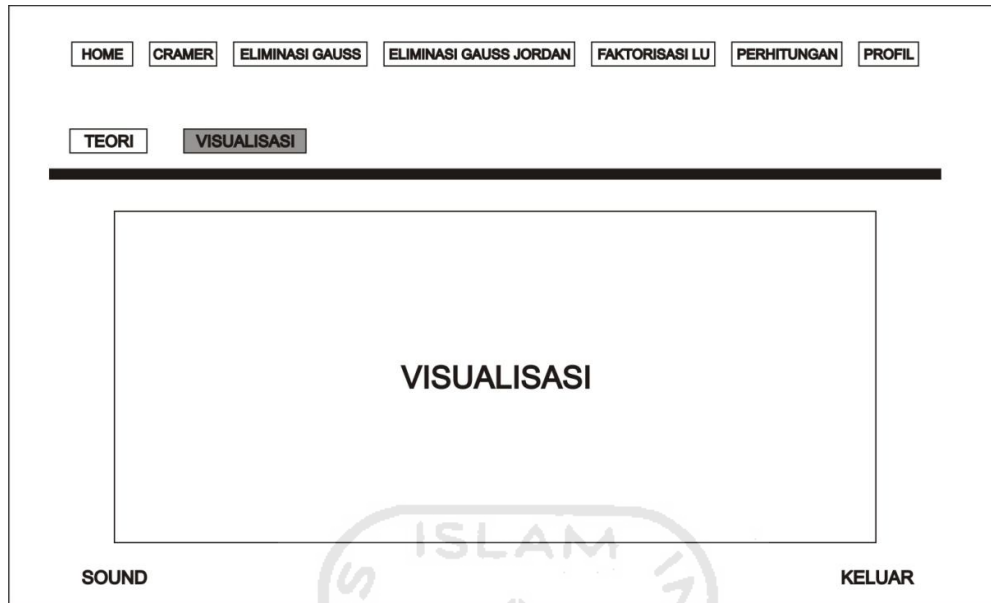 HOME CRAMER ELIMINASI GAUSS ELIMINASI GAUSS JORDAN FAKTORISASI LU PERHITUNGAN PROFIL
TEORI VISUALISASI
VISUALISASI
ISLAM
SOUND KELUAR